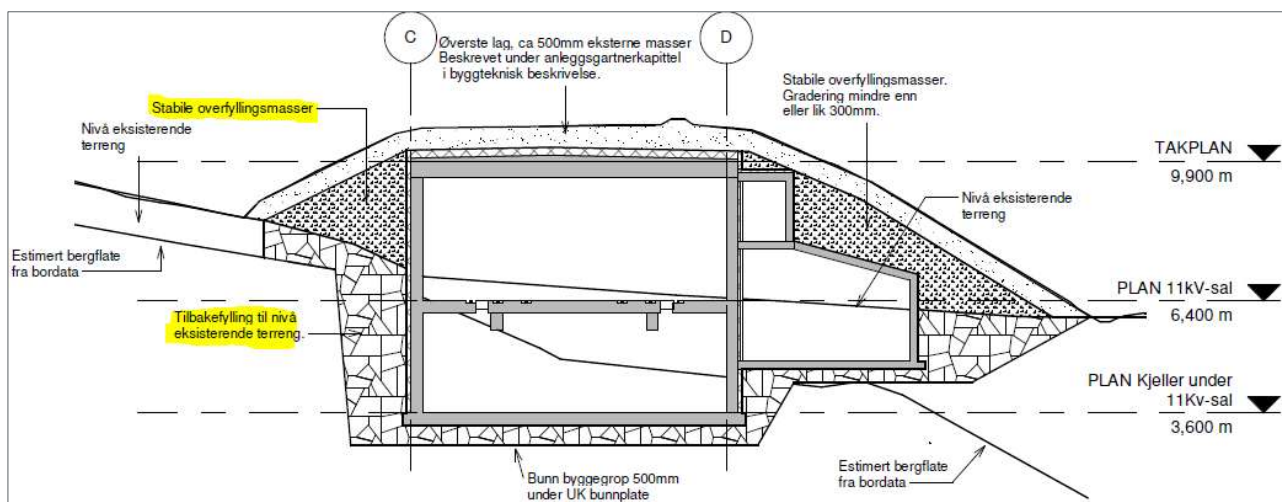 C
D
Øverste lag, ca 500mm eksterne masser
Beskrevet under anleggsgartnerkapittel
i byggteknisk beskrivelse.
Stabile overfyllingsmasser
Nivå eksisterende
terreng
Stabile overfyllingsmasser.
Gradering mindre enn
eller lik 300mm.
TAKPLAN
9,900 m
Nivå eksisterende
terreng
Estimert bergflate
fra bordata
PLAN 11kV-sal
6,400 m
Tilbakefylling til nivå
eksisterende terreng.
PLAN Kjeller under
11Kv-sal
3,600 m
Estimert bergflate
fra bordata
Bunn byggegrop 500mm
under UK bunnplate